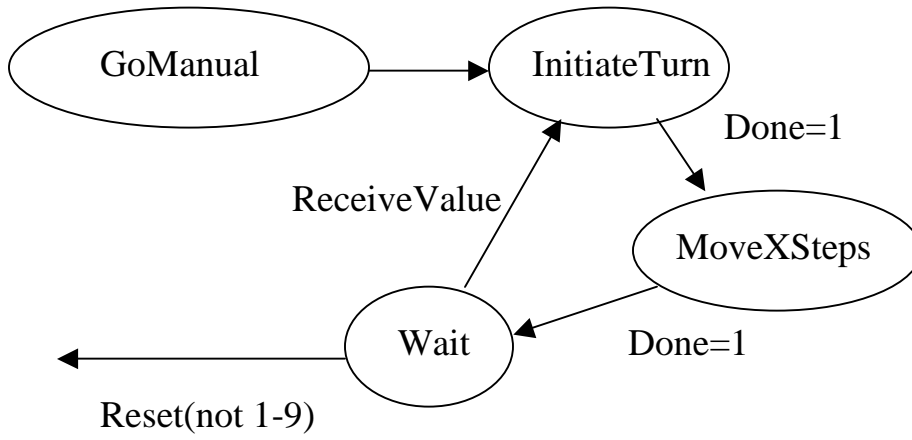 GoManual
InitiateTurn
Done=1
ReceiveValue
MoveXSteps
Wait
Done=1
Reset(not 1-9)